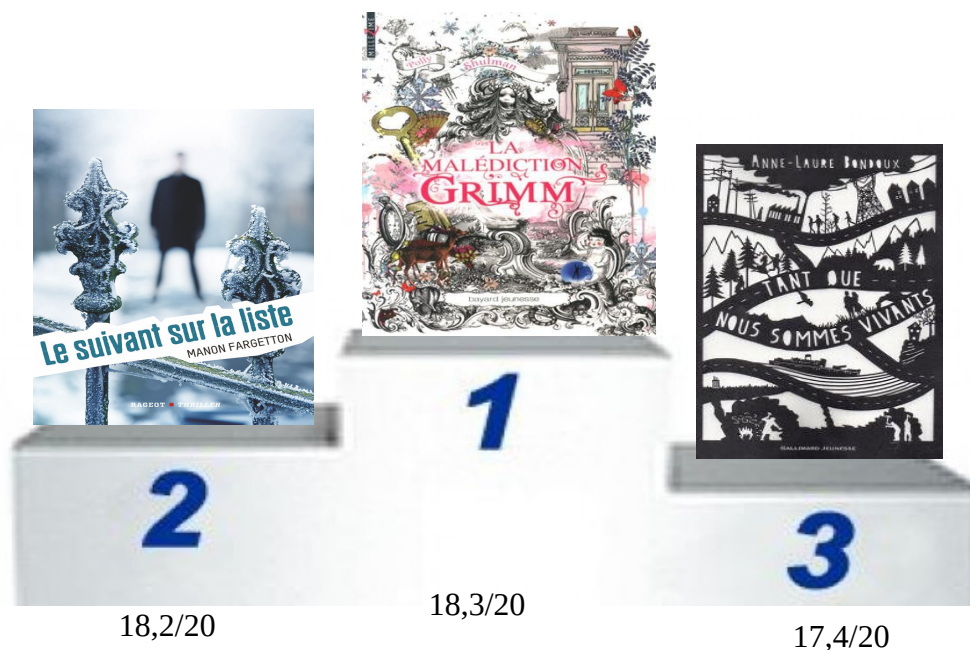 Polly Shulman
LA
MALÉDICTION
GRIMM
bayard jeunesse
1
18,3/20
Le suivant sur la liste
MANON FARGETTON
RAGEOT THRILLER
2
18,2/20
ANNE-LAURE BONDOUX
TANT QUE
NOUS SOMMES VIVANTS
GALLIMARD JEUNESSE
3
17,4/20